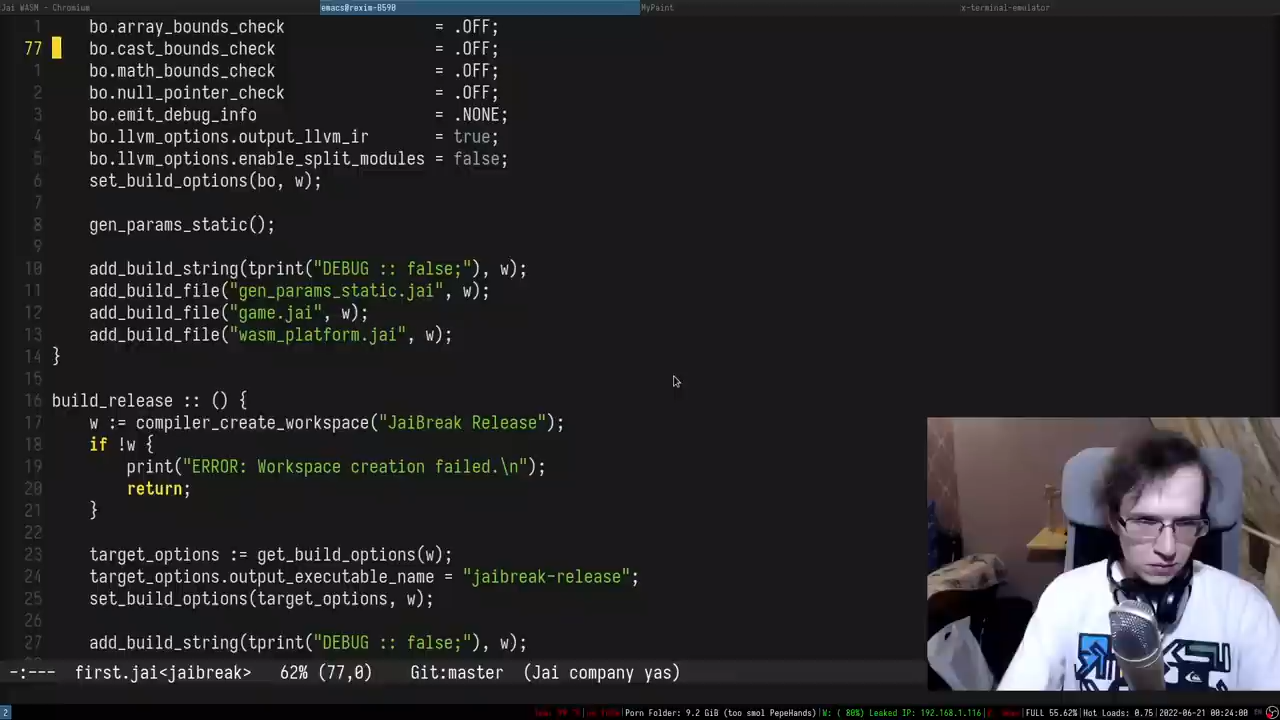 Jai WASM - Chromium
emacs@rexim-B590
MyPaint
x-terminal-emulator
1 bo.array_bounds_check = .OFF;
77 bo.cast_bounds_check = .OFF;
1 bo.math_bounds_check = .OFF;
2 bo.null_pointer_check = .OFF;
3 bo.emit_debug_info = .NONE;
4 bo.llvm_options.output_llvm_ir = true;
5 bo.llvm_options.enable_split_modules = false;
6 set_build_options(bo, w);
7
8 gen_params_static();
9
10 add_build_string(tprint("DEBUG :: false;"), w);
11 add_build_file("gen_params_static.jai", w);
12 add_build_file("game.jai", w);
13 add_build_file("wasm_platform.jai", w);
14 }
15
16 build_release :: () {
17 w := compiler_create_workspace("JaiBreak Release");
18 if !w {
19 print("ERROR: Workspace creation failed.\n");
20 return;
21 }
22
23 target_options := get_build_options(w);
24 target_options.output_executable_name = "jaibreak-release";
25 set_build_options(target_options, w);
26
27 add_build_string(tprint("DEBUG :: false;"), w);
-:--- first.jai<jaibreak> 62% (77,0) Git:master (Jai company yas)
2
Porn Folder: 9.2 GiB (too smol PepeHands) W: ( 80%) Leaked IP: 192.168.1.116 FULL 55.62% Hot Loads: 0.75 2022-06-21 00:24:00